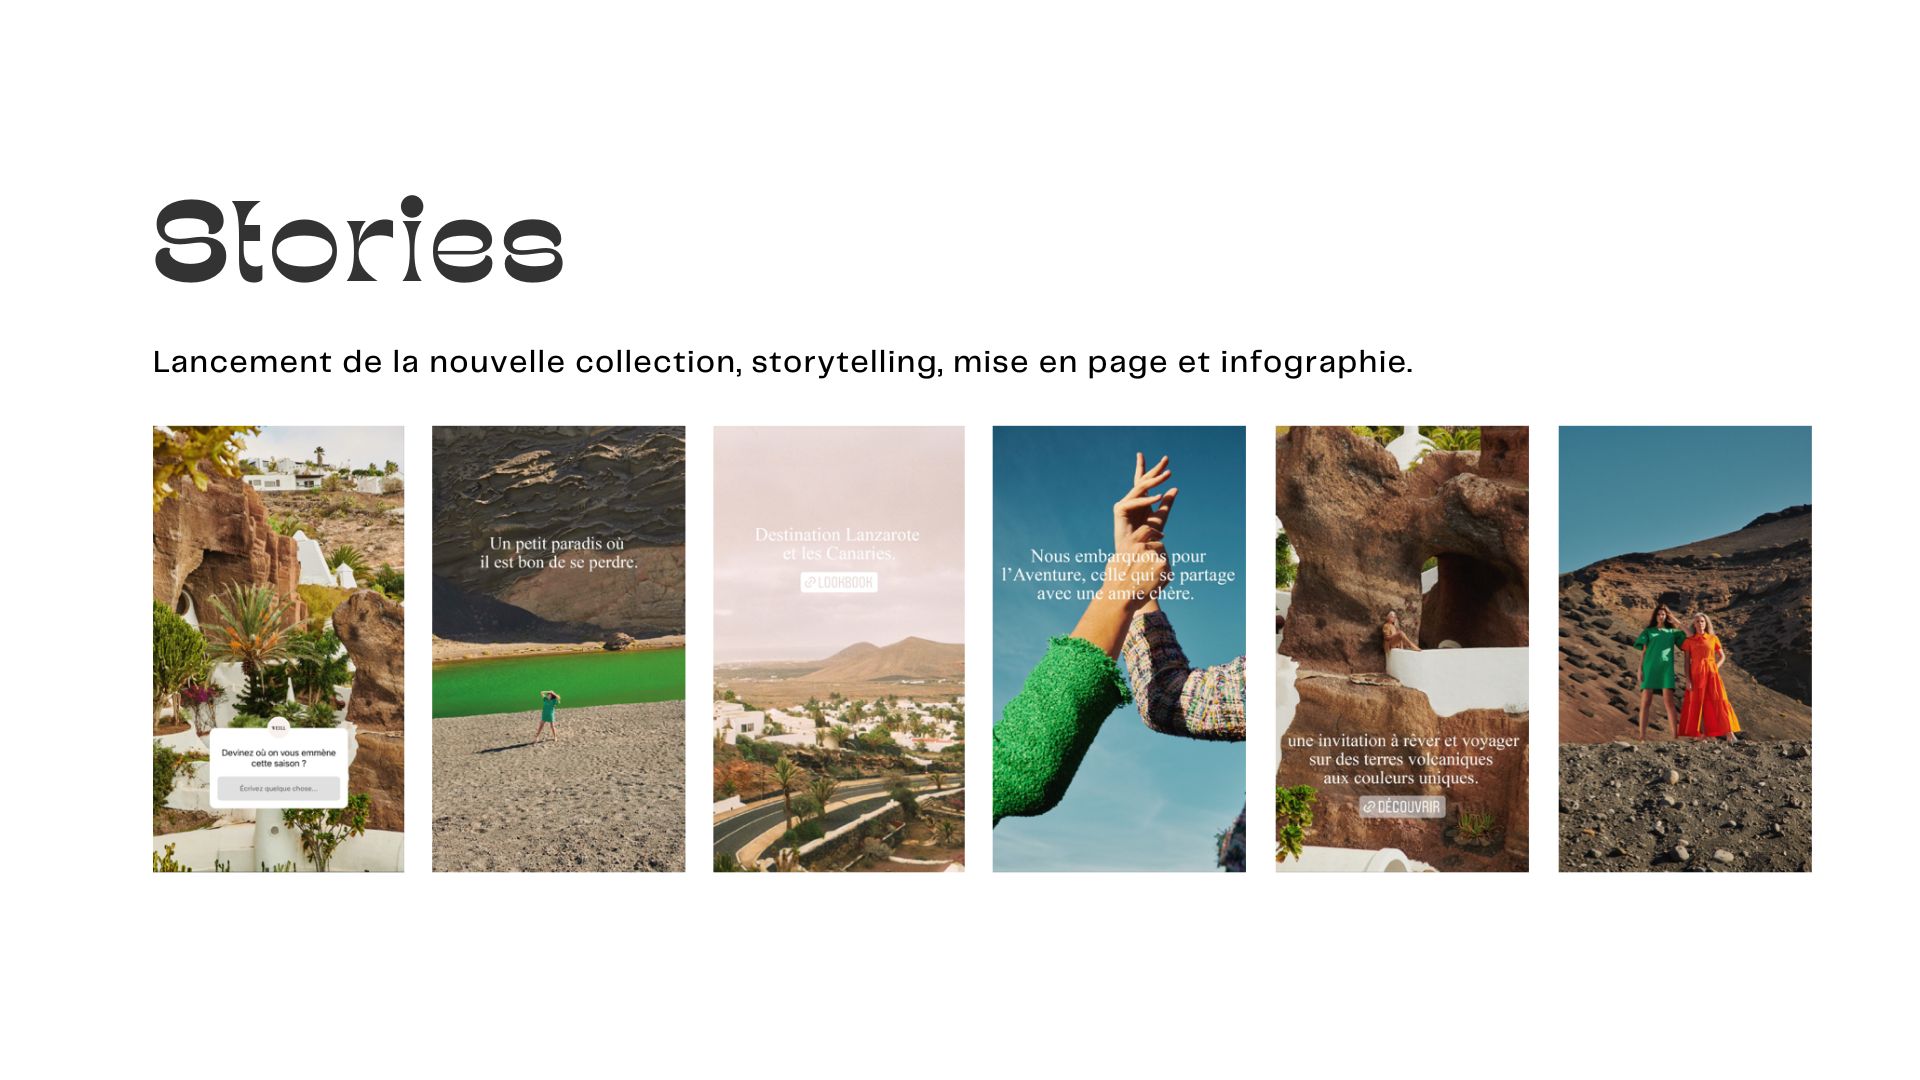 Stories
Lancement de la nouvelle collection, storytelling, mise en page et infographie.
WEILL
Devinez où on vous emmène
cette saison ?
Écrivez quelque chose...
Un petit paradis où
il est bon de se perdre.
Destination Lanzarote
et les Canaries.
LOOKBOOK
Nous embarquons pour
l’Aventure, celle qui se partage
avec une amie chère.
une invitation à rêver et voyager
sur des terres volcaniques
aux couleurs uniques.
DÉCOUVRIR